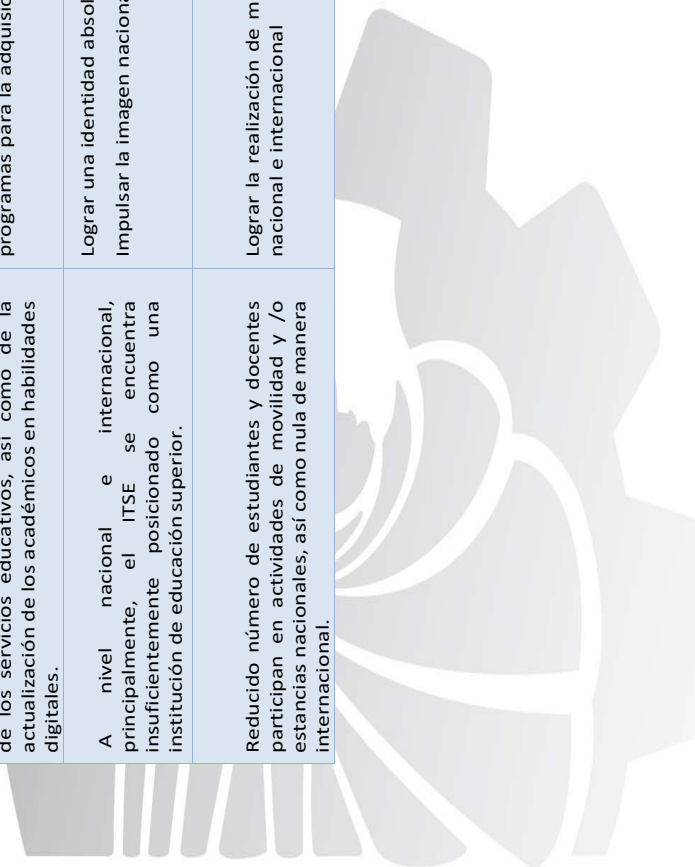 de los servicios educativos, así como de la
actualización de los académicos en habilidades
digitales.
programas para la
A nivel nacional e internacional,
principalmente, el ITSE se encuentra
insuficientemente posicionado como una
institución de educación superior.
Lograr una identidad
Impulsar la imagen
Reducido número de estudiantes y docentes
participan en actividades de movilidad y /o
estancias nacionales, así como nula de manera
internacional.
Lograr la realización de
nacional e internacional